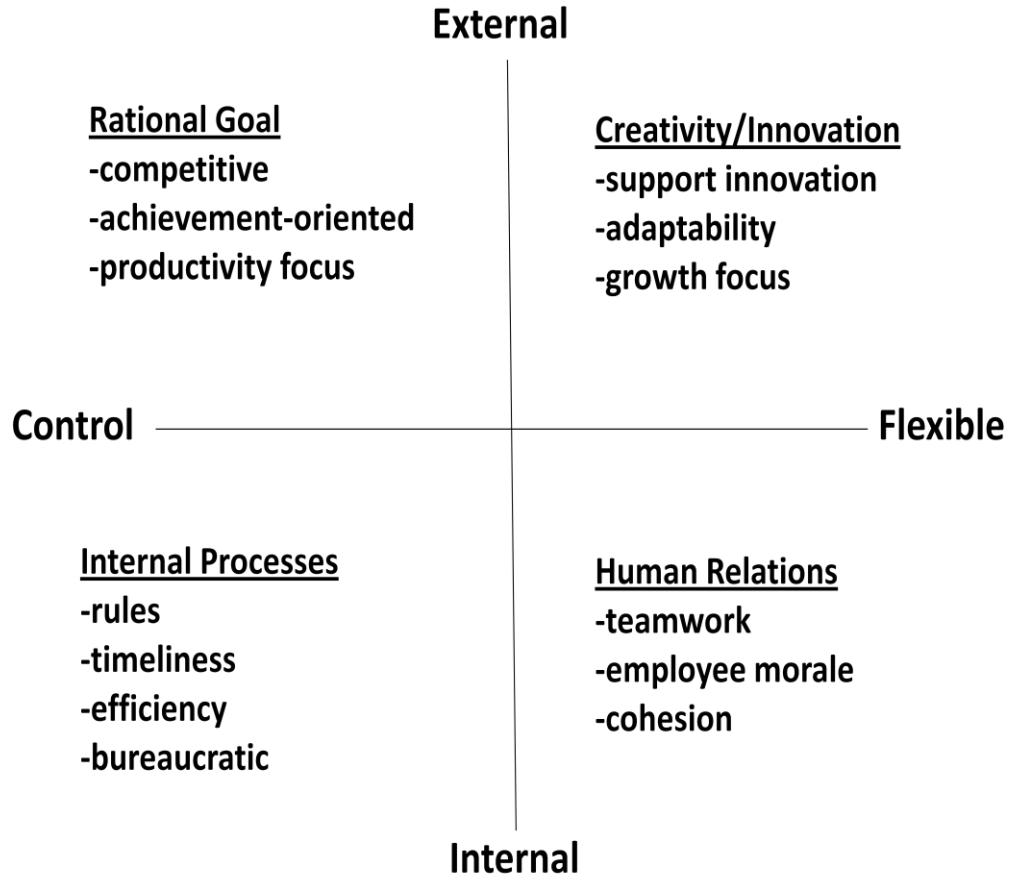 External
Rational Goal
-competitive
-achievement-oriented
-productivity focus
Creativity/Innovation
-support innovation
-adaptability
-growth focus
Control
Flexible
Internal Processes
-rules
-timeliness
-efficiency
-bureaucratic
Human Relations
-teamwork
-employee morale
-cohesion
Internal